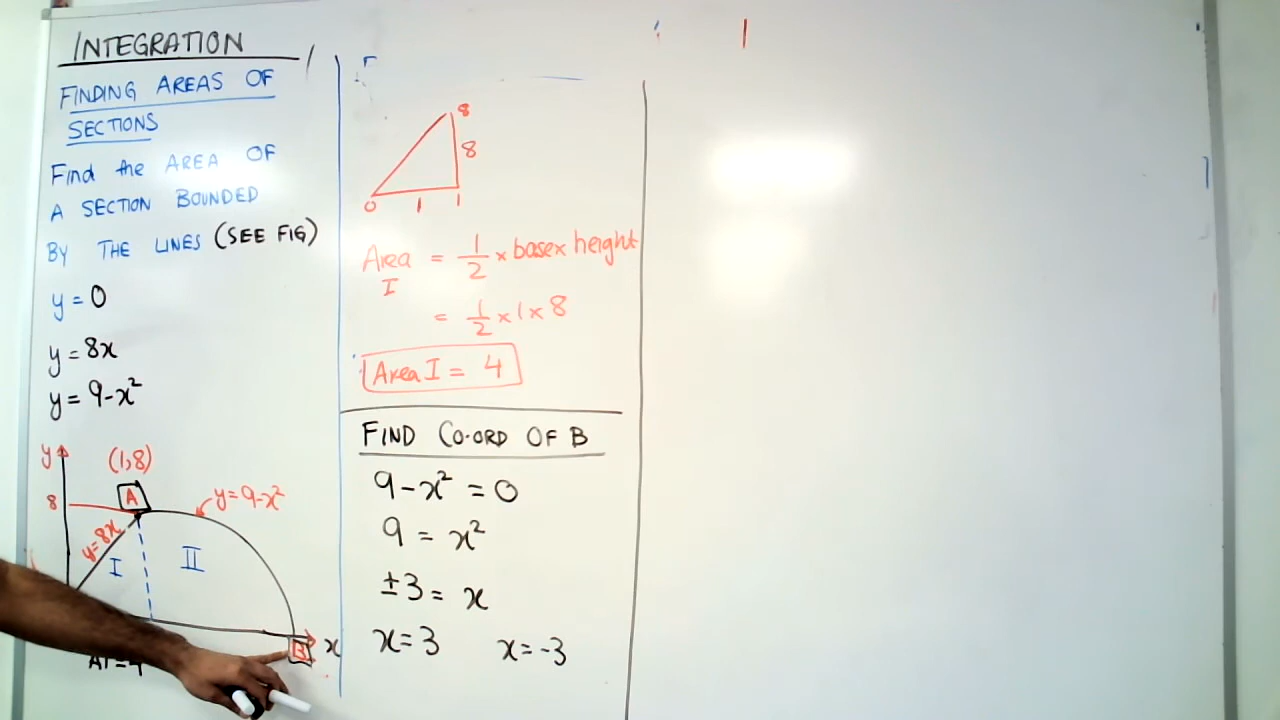 INTEGRATION
FINDING AREAS OF
SECTIONS
Find the AREA OF
A SECTION BOUNDED
BY THE LINES (SEE FIG)
y = 0
y = 8x
y = 9-x²
y
(1,8)
8
A
y=9-x²
y=8x
I
II
B
x
8
8
0
1
1
Area I = 1/2 × base × height
= 1/2 × 1 × 8
Area I = 4
FIND CO-ORD OF B
9-x² = 0
9 = x²
±3 = x
x=3 x=-3